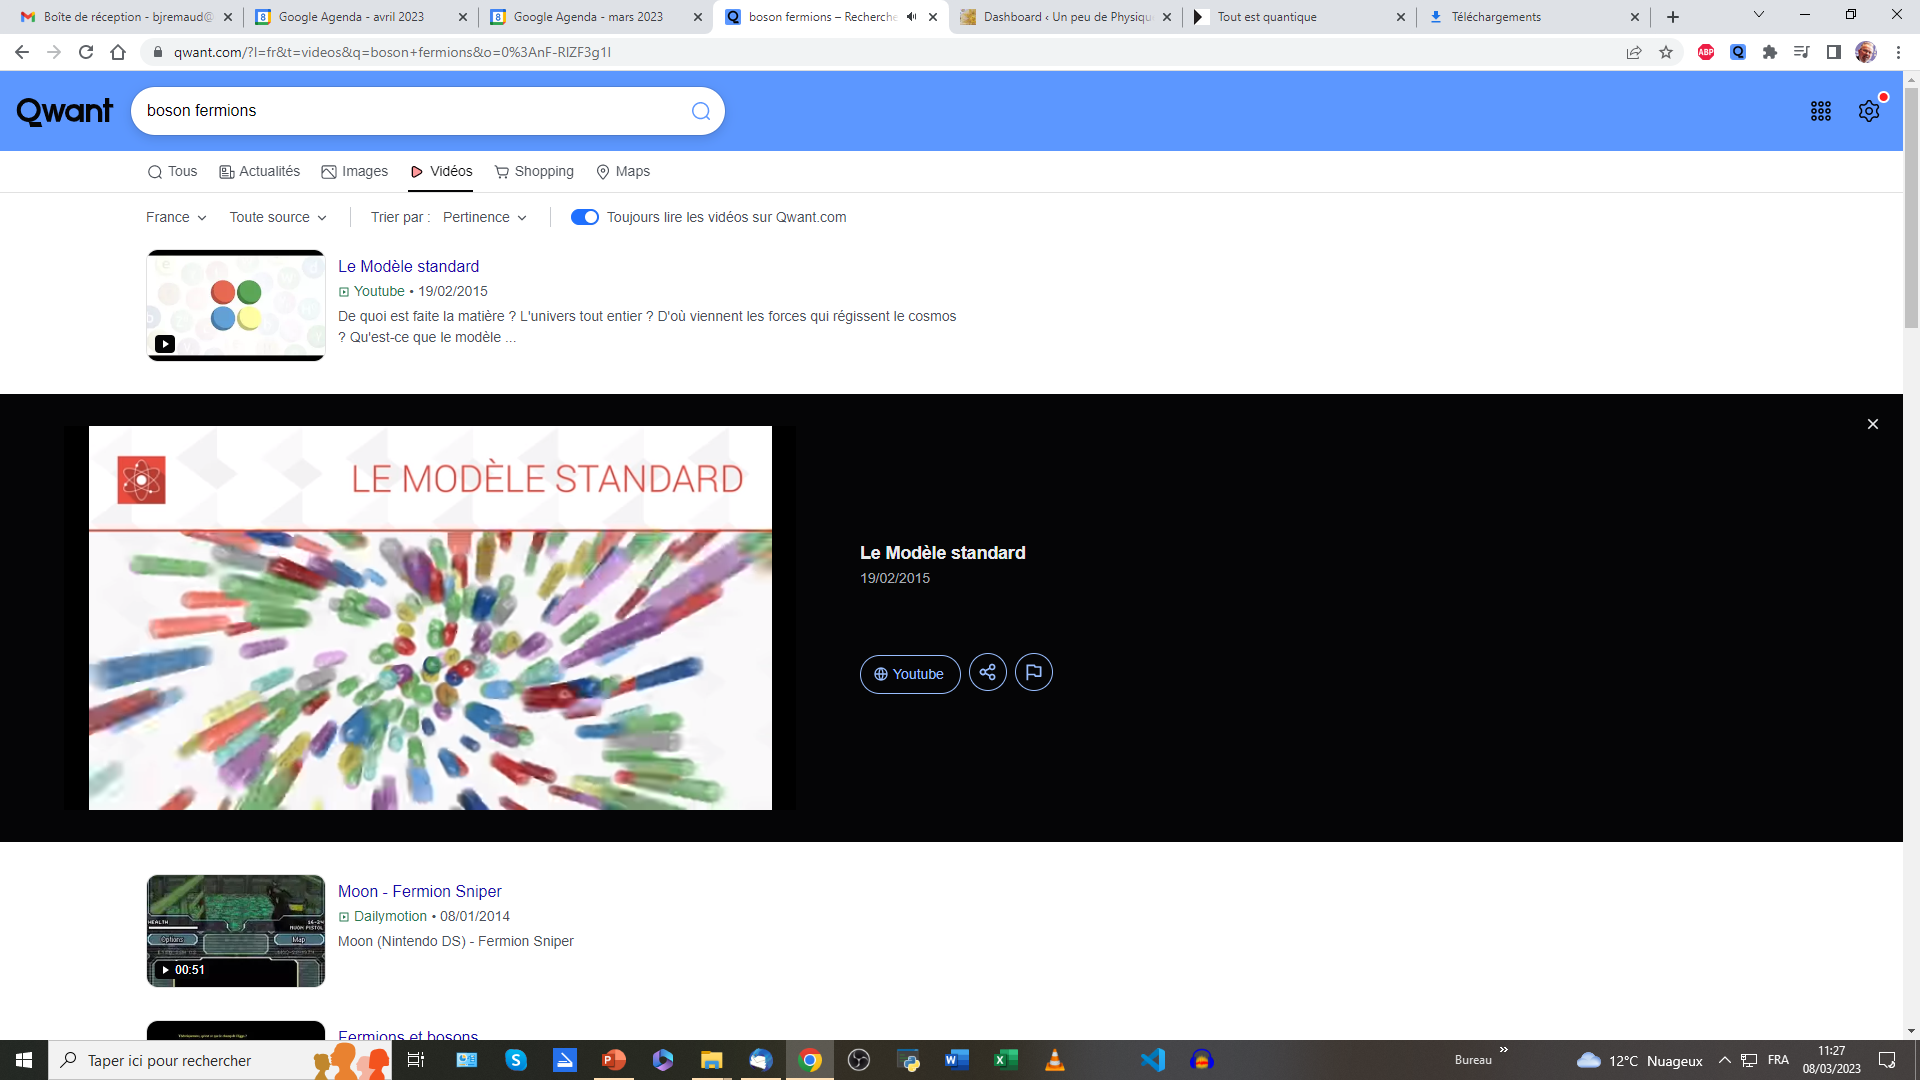 Boîte de réception - bjremaud@
Google Agenda - avril 2023
Google Agenda - mars 2023
boson fermions – Recherche
Dashboard ‹ Un peu de Physiqu
Tout est quantique
Téléchargements
qwant.com/?l=fr&t=videos&q=boson+fermions&o=0%3AnF-RlZF3g1I
ABP
Qwant
boson fermions
Tous
Actualités
Images
Vidéos
Shopping
Maps
France
Toute source
Trier par :
Pertinence
Toujours lire les vidéos sur Qwant.com
Le Modèle standard
Youtube • 19/02/2015
De quoi est faite la matière ? L'univers tout entier ? D'où viennent les forces qui régissent le cosmos
? Qu'est-ce que le modèle ...
LE MODÈLE STANDARD
Le Modèle standard
19/02/2015
Youtube
Moon - Fermion Sniper
Dailymotion • 08/01/2014
Moon (Nintendo DS) - Fermion Sniper
HEALTH
Options
Map
00:51
Fermions et bosons
Taper ici pour rechercher
Bureau
12°C Nuageux
FRA
11:27
08/03/2023